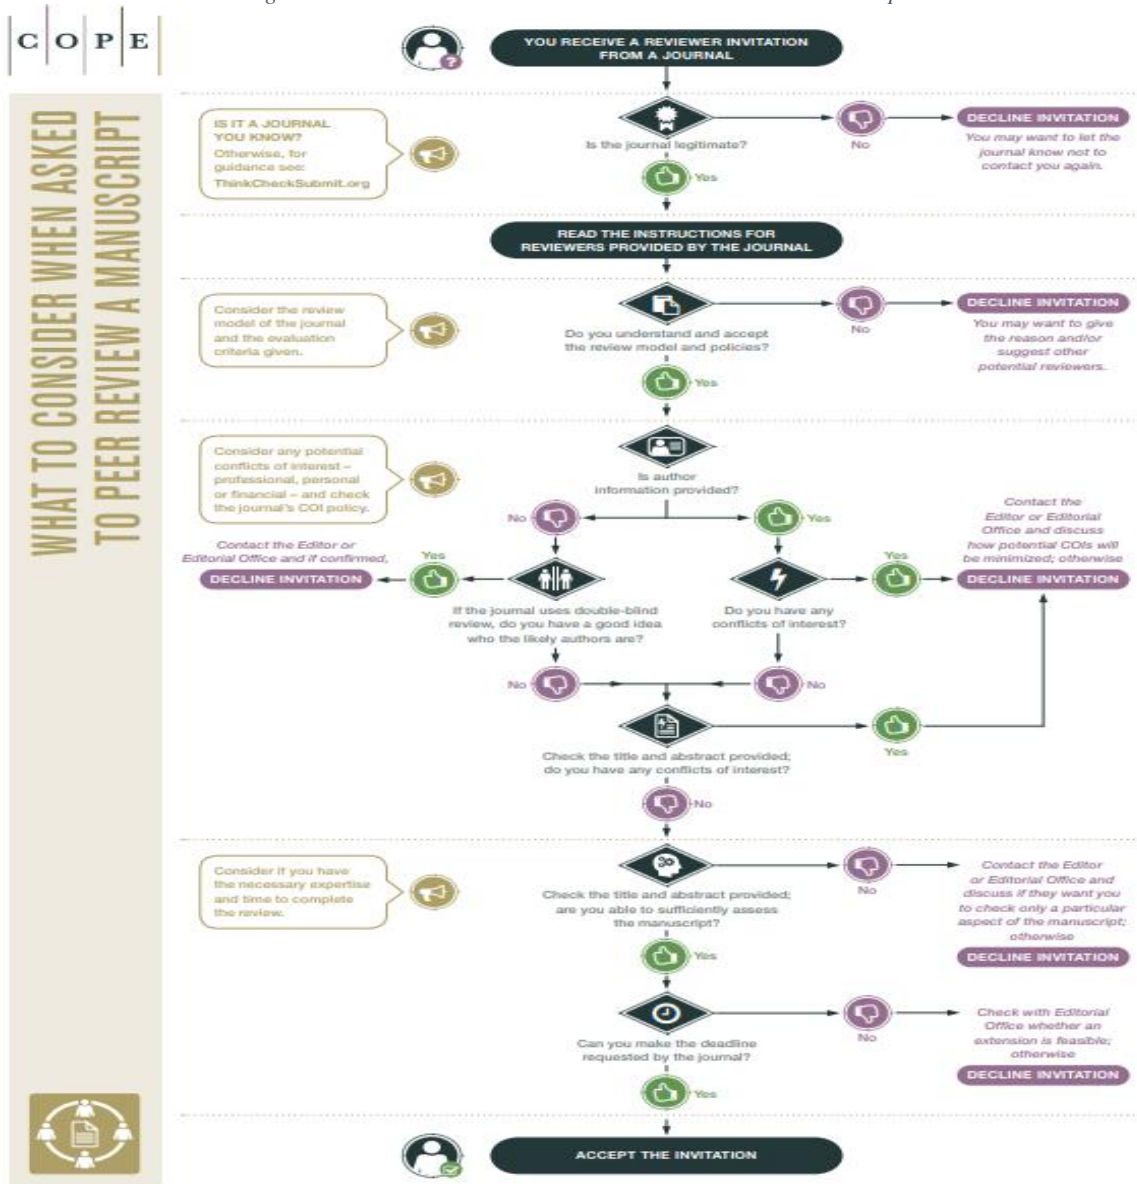 COPE
WHAT TO CONSIDER WHEN ASKED
TO PEER REVIEW A MANUSCRIPT
YOU RECEIVE A REVIEWER INVITATION
FROM A JOURNAL
IS IT A JOURNAL
YOU KNOW?
Otherwise, for
guidance see:
ThinkCheckSubmit.org
Is the journal legitimate?
No
DECLINE INVITATION
You may want to let the
journal know not to
contact you again.
Yes
READ THE INSTRUCTIONS FOR
REVIEWERS PROVIDED BY THE JOURNAL
Consider the review
model of the journal
and the evaluation
criteria given.
Do you understand and accept
the review model and policies?
No
DECLINE INVITATION
You may want to give
the reason and/or
suggest other
potential reviewers.
Yes
Consider any potential
conflicts of interest –
professional, personal
or financial – and check
the journal's COI policy.
Is author
information provided?
No
Yes
Contact the Editor or
Editorial Office and if confirmed,
DECLINE INVITATION
Yes
If the journal uses double-blind
review, do you have a good idea
who the likely authors are?
Do you have any
conflicts of interest?
Yes
Contact the
Editor or Editorial
Office and discuss
how potential COIs will
be minimized; otherwise
DECLINE INVITATION
No
No
Check the title and abstract provided;
do you have any conflicts of interest?
Yes
No
Consider if you have
the necessary expertise
and time to complete
the review.
Check the title and abstract provided;
are you able to sufficiently assess
the manuscript?
No
Contact the Editor
or Editorial Office and
discuss if they want you
to check only a particular
aspect of the manuscript;
otherwise
DECLINE INVITATION
Yes
Can you make the deadline
requested by the journal?
No
Check with Editorial
Office whether an
extension is feasible;
otherwise
DECLINE INVITATION
Yes
ACCEPT THE INVITATION